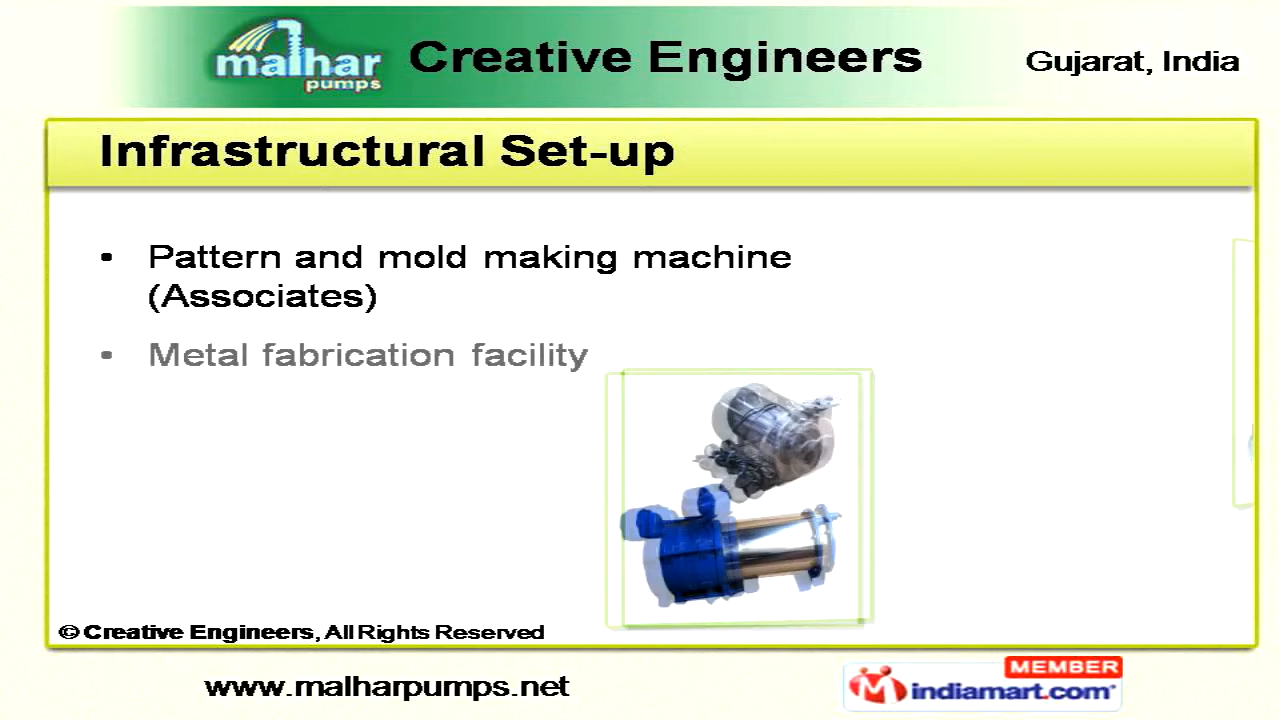 malhar
pumps
Creative Engineers
Gujarat, India
Infrastructural Set-up
• Pattern and mold making machine
(Associates)
• Metal fabrication facility
© Creative Engineers, All Rights Reserved
www.malharpumps.net
MEMBER
indiamart.com